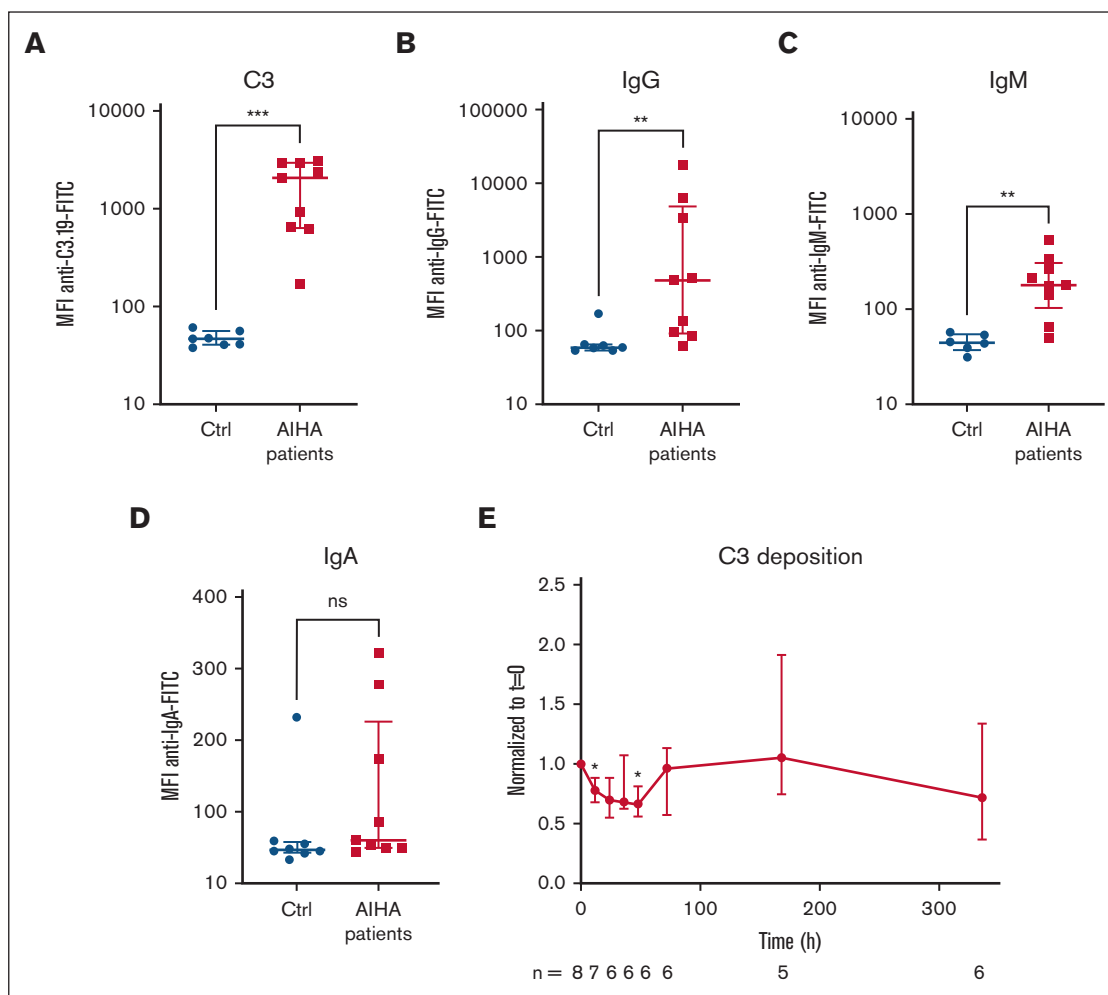 A
C3
MFI anti-C3.19-FITC
10000
1000
100
10
***
Ctrl
AIHA
patients
B
IgG
MFI anti-IgG-FITC
100000
10000
1000
100
10
**
Ctrl
AIHA
patients
C
IgM
MFI anti-IgM-FITC
10000
1000
100
10
**
Ctrl
AIHA
patients
D
IgA
MFI anti-IgA-FITC
400
300
200
100
10
ns
Ctrl
AIHA
patients
E
C3 deposition
Normalized to t=0
2.5
2.0
1.5
1.0
0.5
0.0
*
*
0 100 200 300
Time (h)
n = 8 7 6 6 6 6 5 6